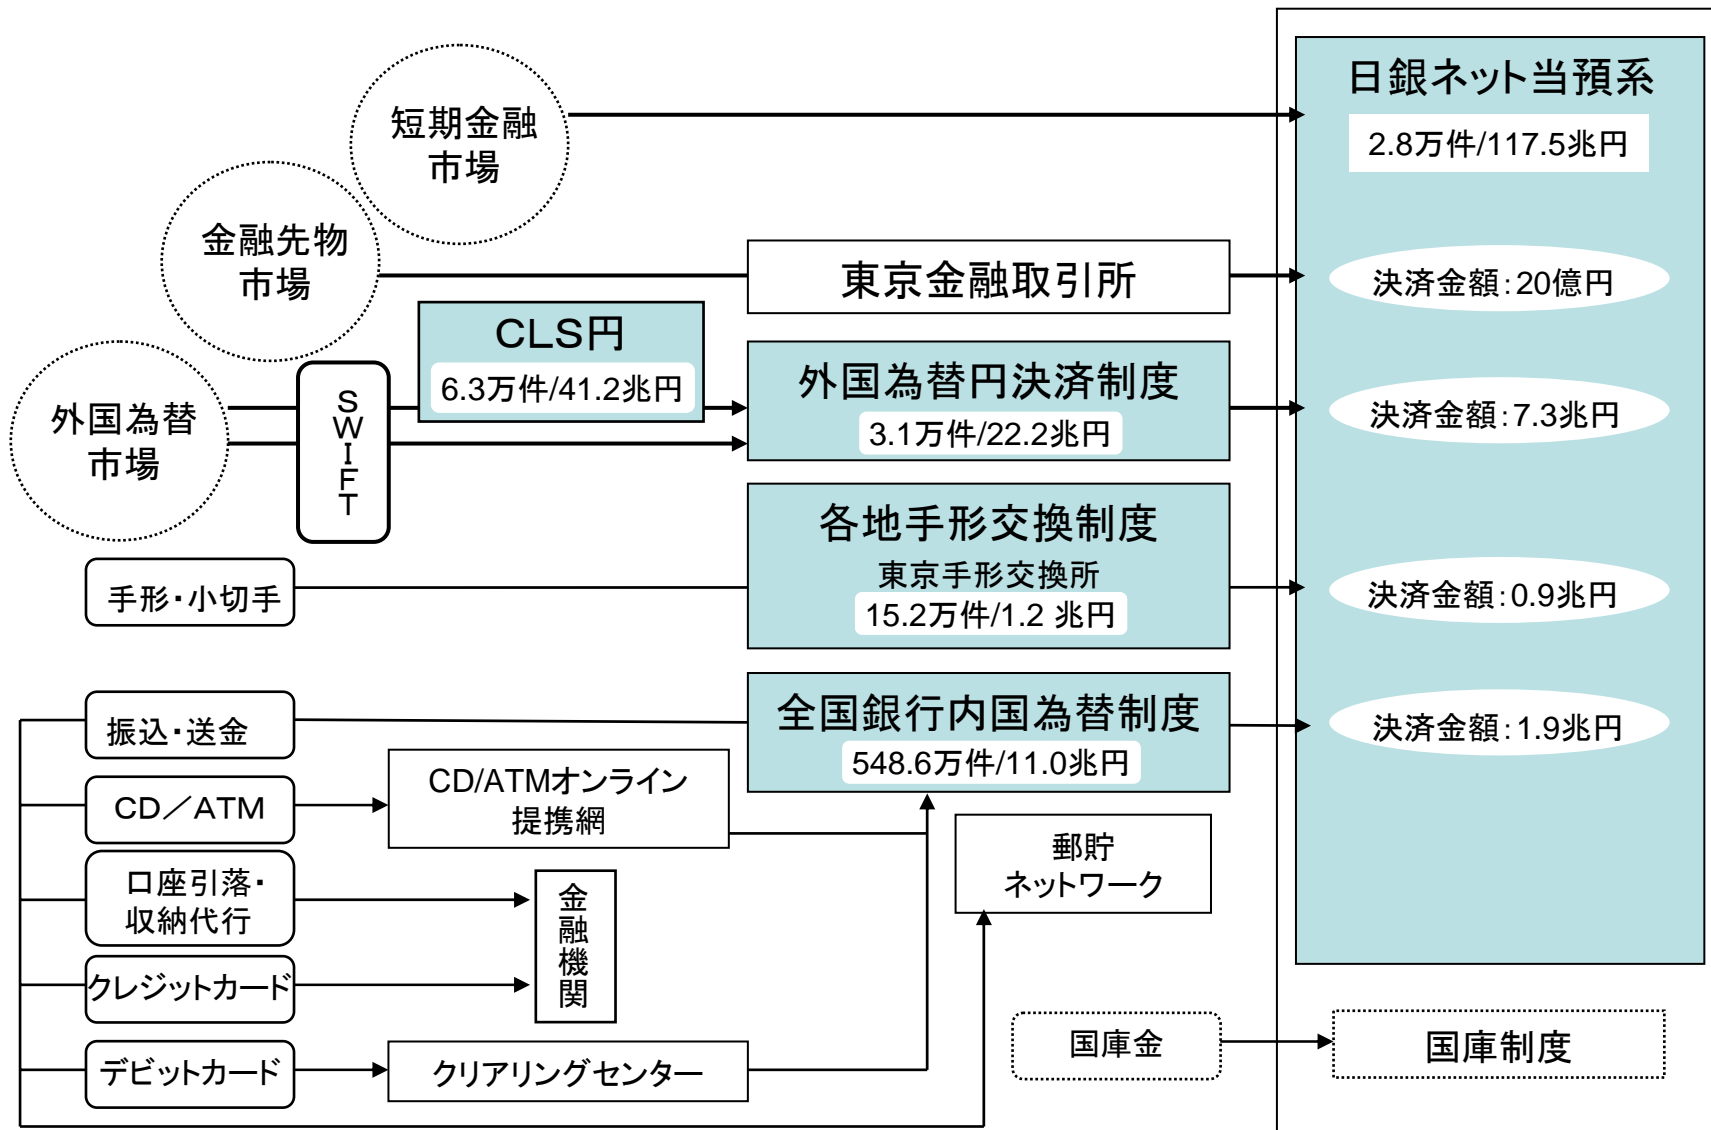 日銀ネット当預系
2.8万件/117.5兆円
短期金融
市場
金融先物
市場
東京金融取引所
決済金額:20億円
CLS円
6.3万件/41.2兆円
外国為替
市場
SWIFT
外国為替円決済制度
3.1万件/22.2兆円
決済金額:7.3兆円
各地手形交換制度
東京手形交換所
15.2万件/1.2 兆円
手形・小切手
決済金額:0.9兆円
振込・送金
全国銀行内国為替制度
548.6万件/11.0兆円
決済金額:1.9兆円
CD/ATM
CD/ATMオンライン
提携網
郵貯
ネットワーク
口座引落・
収納代行
金融機関
クレジットカード
デビットカード
クリアリングセンター
国庫金
国庫制度